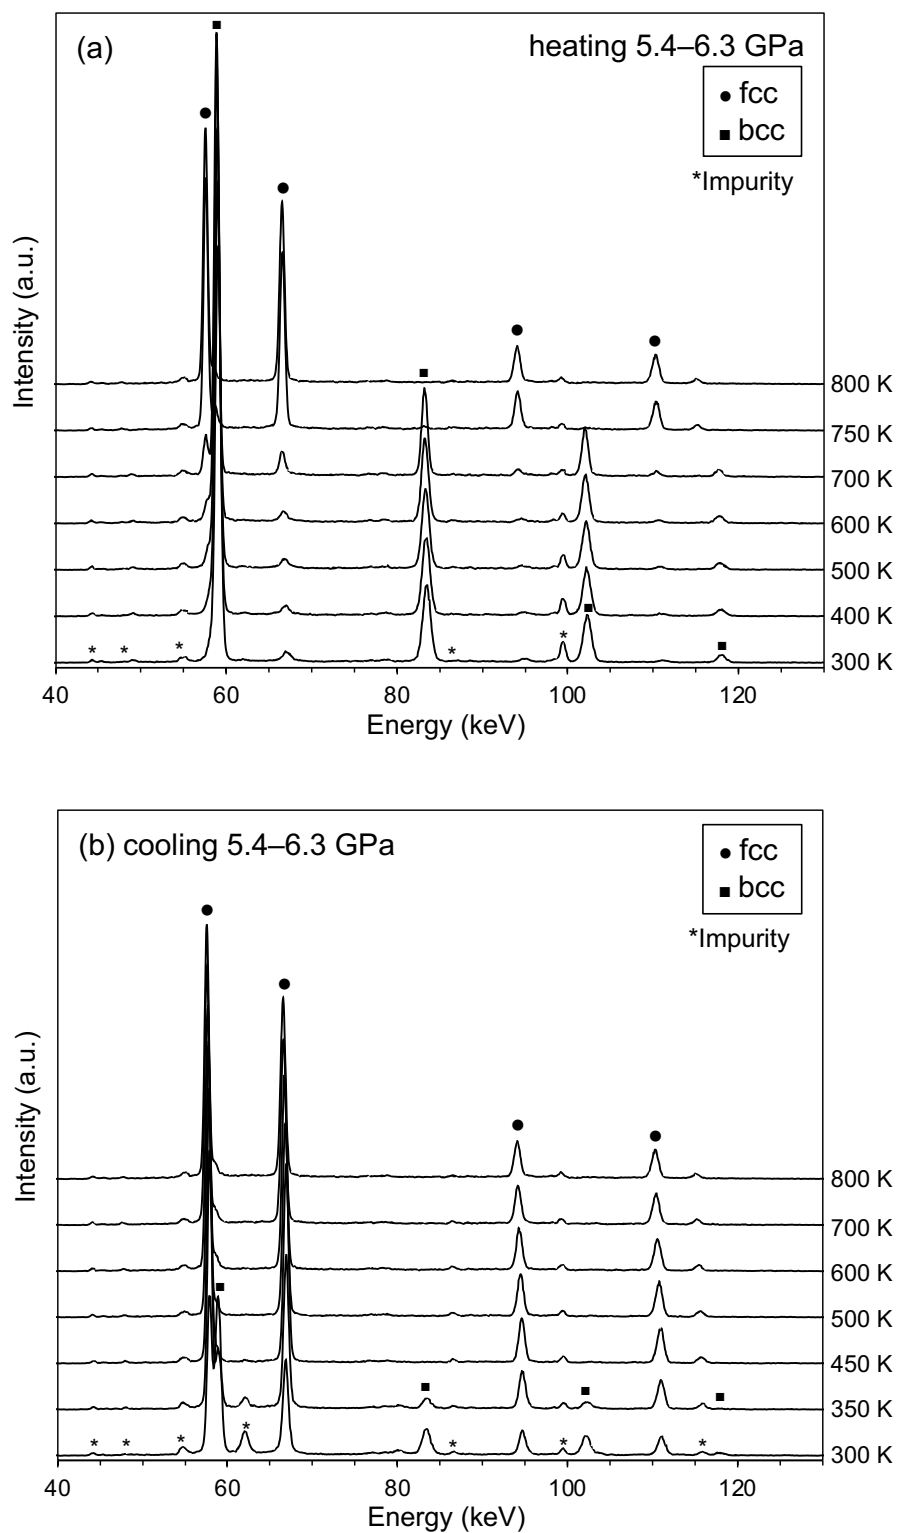 (a)
heating 5.4–6.3 GPa
● fcc
■ bcc
*Impurity
Intensity (a.u.)
800 K
750 K
700 K
600 K
500 K
400 K
300 K
* * * * *
40 60 80 100 120
Energy (keV)
(b) cooling 5.4–6.3 GPa
● fcc
■ bcc
*Impurity
Intensity (a.u.)
800 K
700 K
600 K
500 K
450 K
350 K
300 K
* * * * * * *
40 60 80 100 120
Energy (keV)